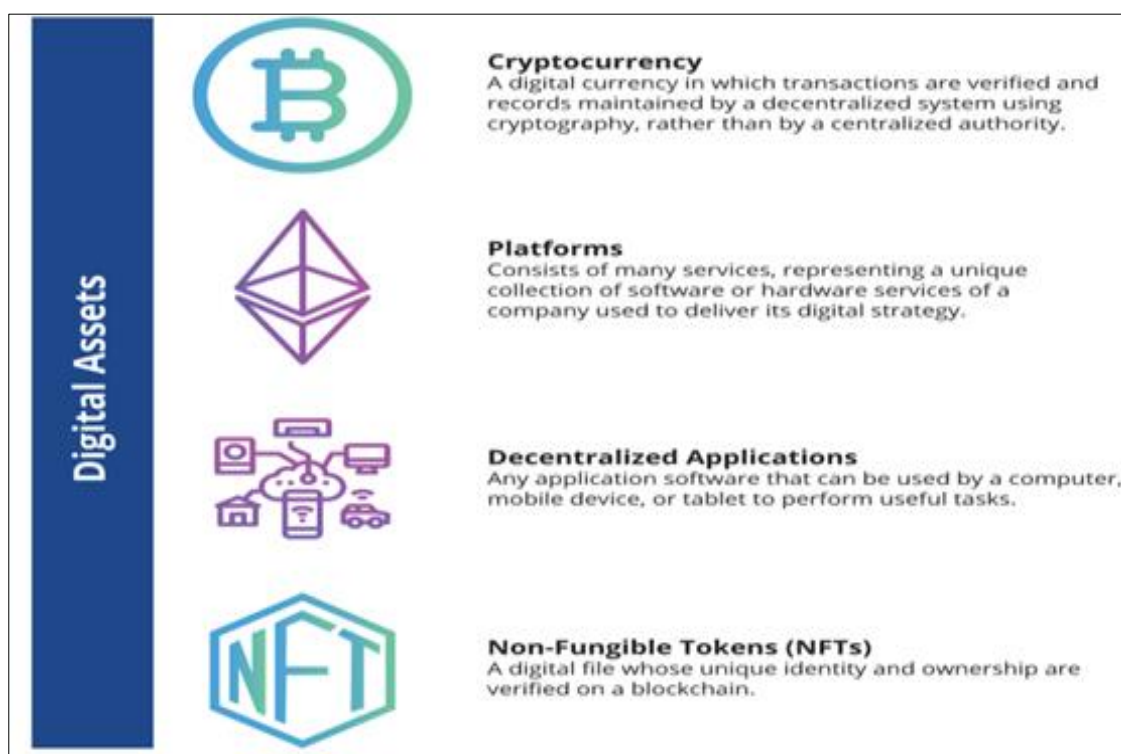 Digital Assets
Cryptocurrency
A digital currency in which transactions are verified and
records maintained by a decentralized system using
cryptography, rather than by a centralized authority.
Platforms
Consists of many services, representing a unique
collection of software or hardware services of a
company used to deliver its digital strategy.
Decentralized Applications
Any application software that can be used by a computer,
mobile device, or tablet to perform useful tasks.
NFT
Non-Fungible Tokens (NFTs)
A digital file whose unique identity and ownership are
verified on a blockchain.